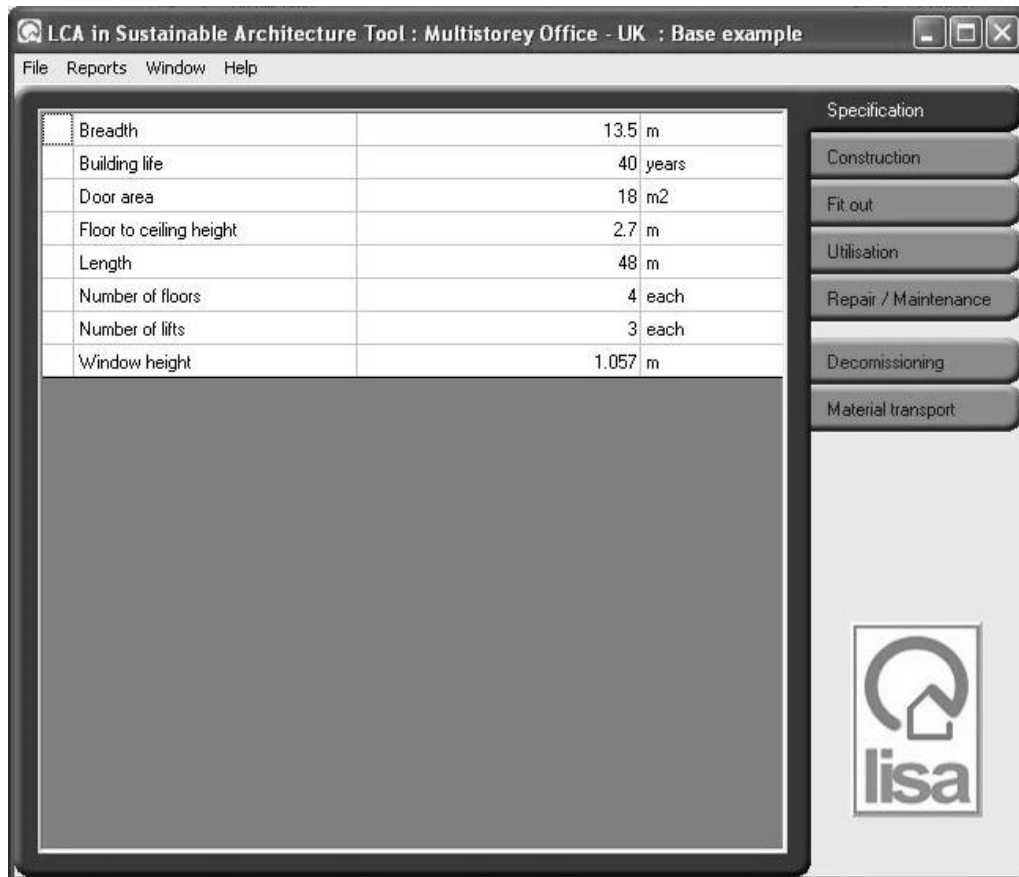 LCA in Sustainable Architecture Tool : Multistorey Office - UK : Base example
File Reports Window Help
Breadth 13.5 m
Building life 40 years
Door area 18 m2
Floor to ceiling height 2.7 m
Length 48 m
Number of floors 4 each
Number of lifts 3 each
Window height 1.057 m
Specification
Construction
Fit out
Utilisation
Repair / Maintenance
Decomissioning
Material transport
lisa